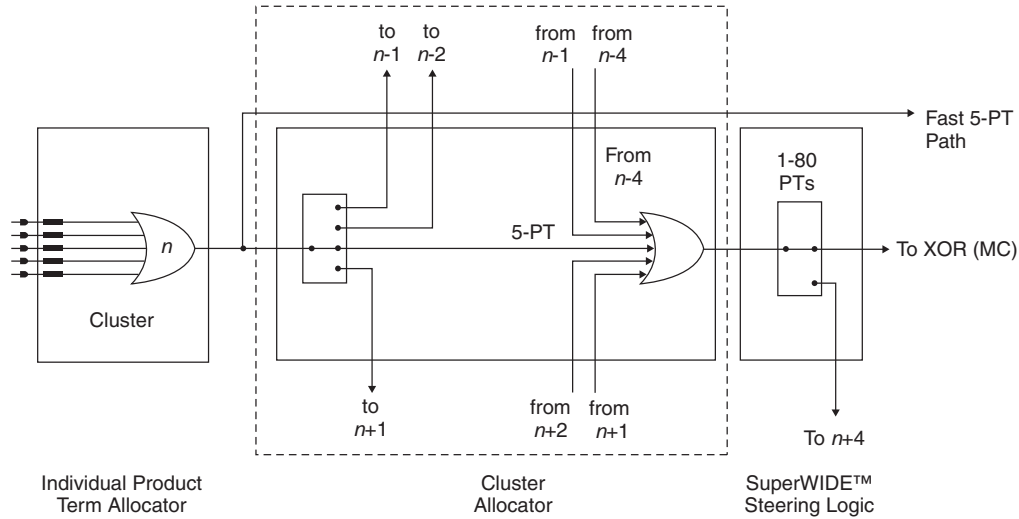 to
n-1
to
n-2
from
n-1
from
n-4
Fast 5-PT
Path
From
n-4
1-80
PTs
n
5-PT
To XOR (MC)
Cluster
to
n+1
from
n+2
from
n+1
To n+4
Individual Product
Term Allocator
Cluster
Allocator
SuperWIDE™
Steering Logic